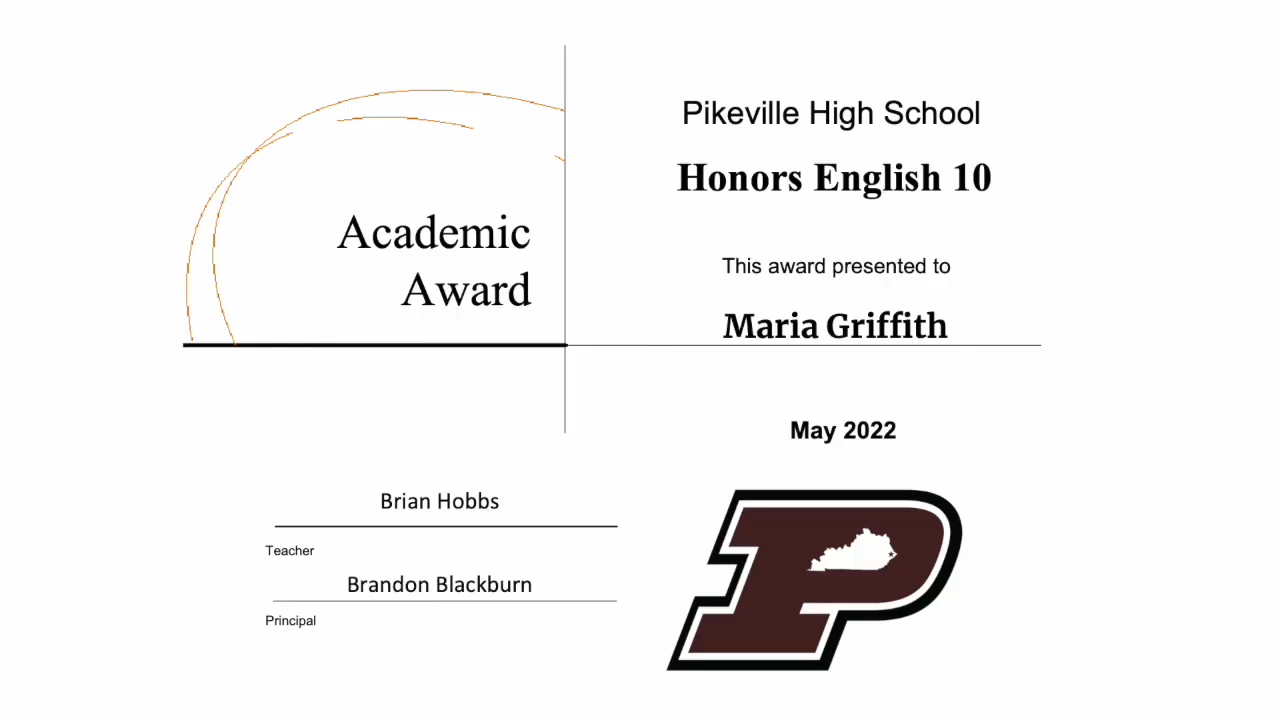 Academic
Award
Pikeville High School
Honors English 10
This award presented to
Maria Griffith
May 2022
Brian Hobbs
Teacher
Brandon Blackburn
Principal
P